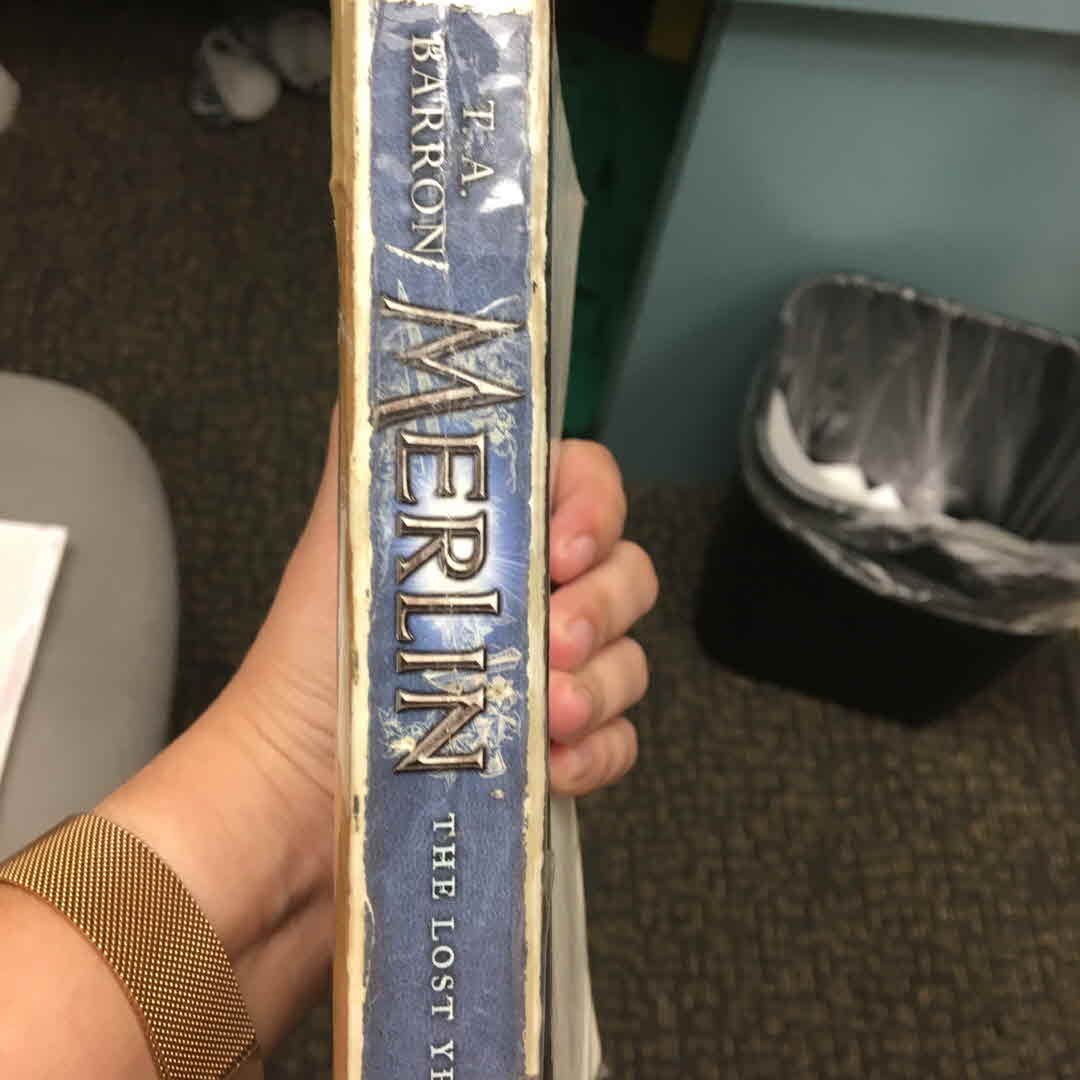 T. A.
BARRON
MERLIN
THE LOST